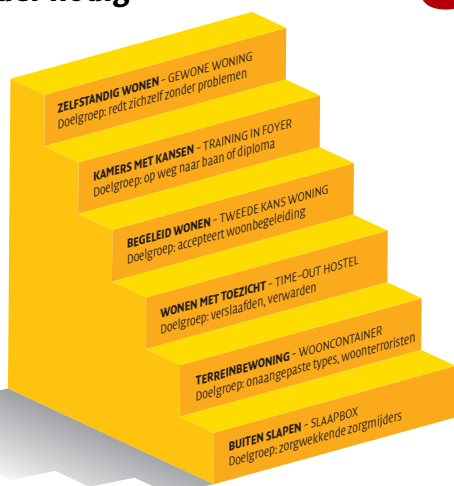 der nodig
ZELFSTANDIG WONEN – GEWONE WONING
Doelgroep: redt zichzelf zonder problemen
KAMERS MET KANSEN – TRAINING IN FOYER
Doelgroep: op weg naar baan of diploma
BEGELEID WONEN – TWEEDE KANS WONING
Doelgroep: accepteert woonbegeleiding
WONEN MET TOEZICHT – TIME-OUT HOSTEL
Doelgroep: verslaafden, verwarden
TERREINBEWONING – WOONCONTAINER
Doelgroep: onaangepaste types, woonterroristen
BUITEN SLAPEN – SLAAPBOX
Doelgroep: zorgwekkende zorgmijders